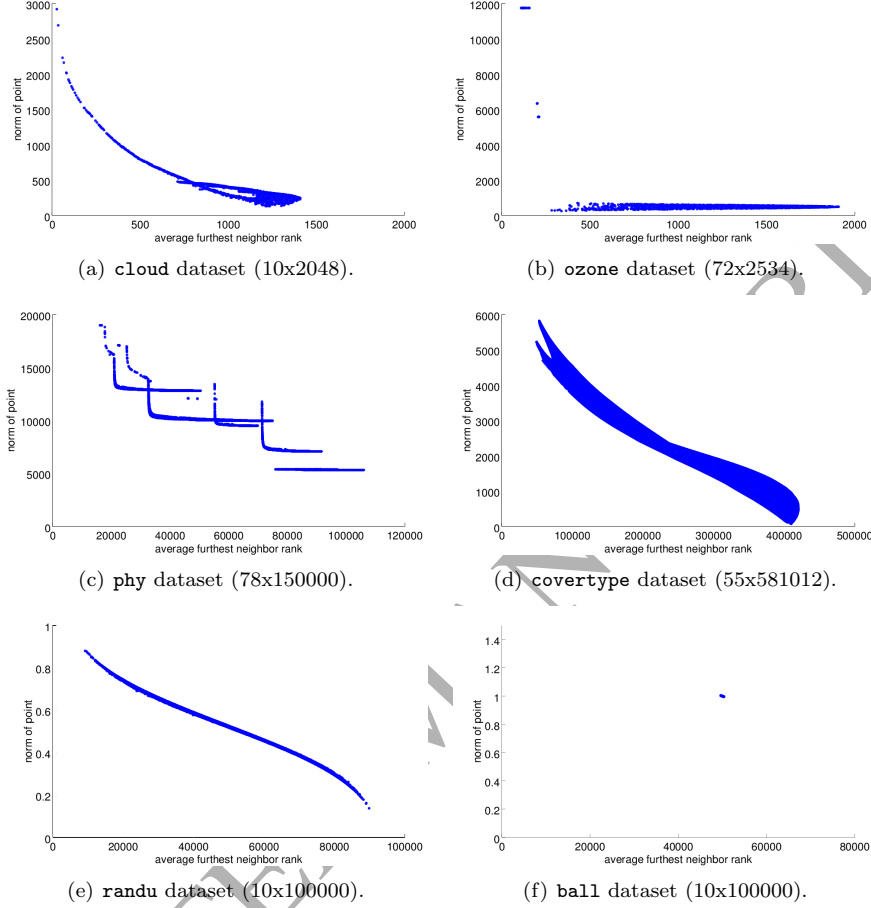 3000
2500
2000
1500
1000
500
0
norm of point
0 500 1000 1500 2000
average furthest neighbor rank
(a) cloud dataset (10x2048).
12000
10000
8000
6000
4000
2000
0
norm of point
0 500 1000 1500 2000
average furthest neighbor rank
(b) ozone dataset (72x2534).
20000
15000
10000
5000
0
norm of point
0 20000 40000 60000 80000 100000 120000
average furthest neighbor rank
(c) phy dataset (78x150000).
6000
5000
4000
3000
2000
1000
0
norm of point
0 100000 200000 300000 400000 500000
average furthest neighbor rank
(d) covertype dataset (55x581012).
1
0.8
0.6
0.4
0.2
0
norm of point
0 20000 40000 60000 80000 100000
average furthest neighbor rank
(e) randu dataset (10x100000).
1.4
1.2
1
0.8
0.6
0.4
0.2
0
norm of point
0 20000 40000 60000 80000
average furthest neighbor rank
(f) ball dataset (10x100000).